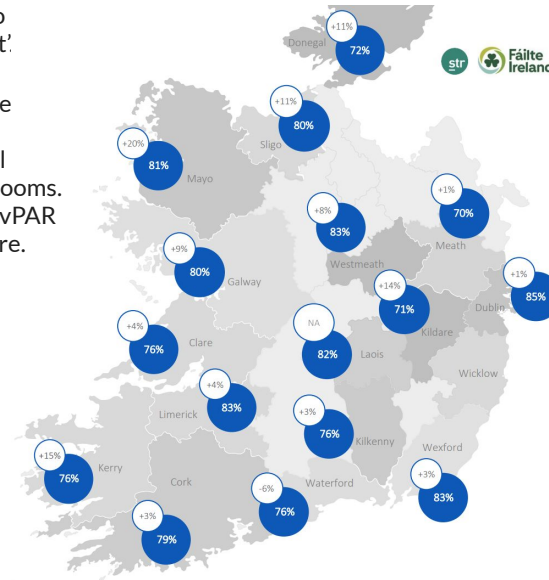 t'.
e
l
ooms.
vPAR
re.
+11%
Donegal
72%
str
Fáilte
Ireland
+11%
80%
Sligo
+20%
81%
Mayo
+1%
70%
Meath
+8%
83%
Westmeath
+9%
80%
Galway
+14%
71%
Kildare
+1%
85%
Dublin
NA
82%
Laois
Wicklow
+4%
76%
Clare
+4%
83%
Limerick
+3%
76%
Kilkenny
Wexford
+3%
83%
+15%
76%
Kerry
Cork
+3%
79%
-6%
76%
Waterford